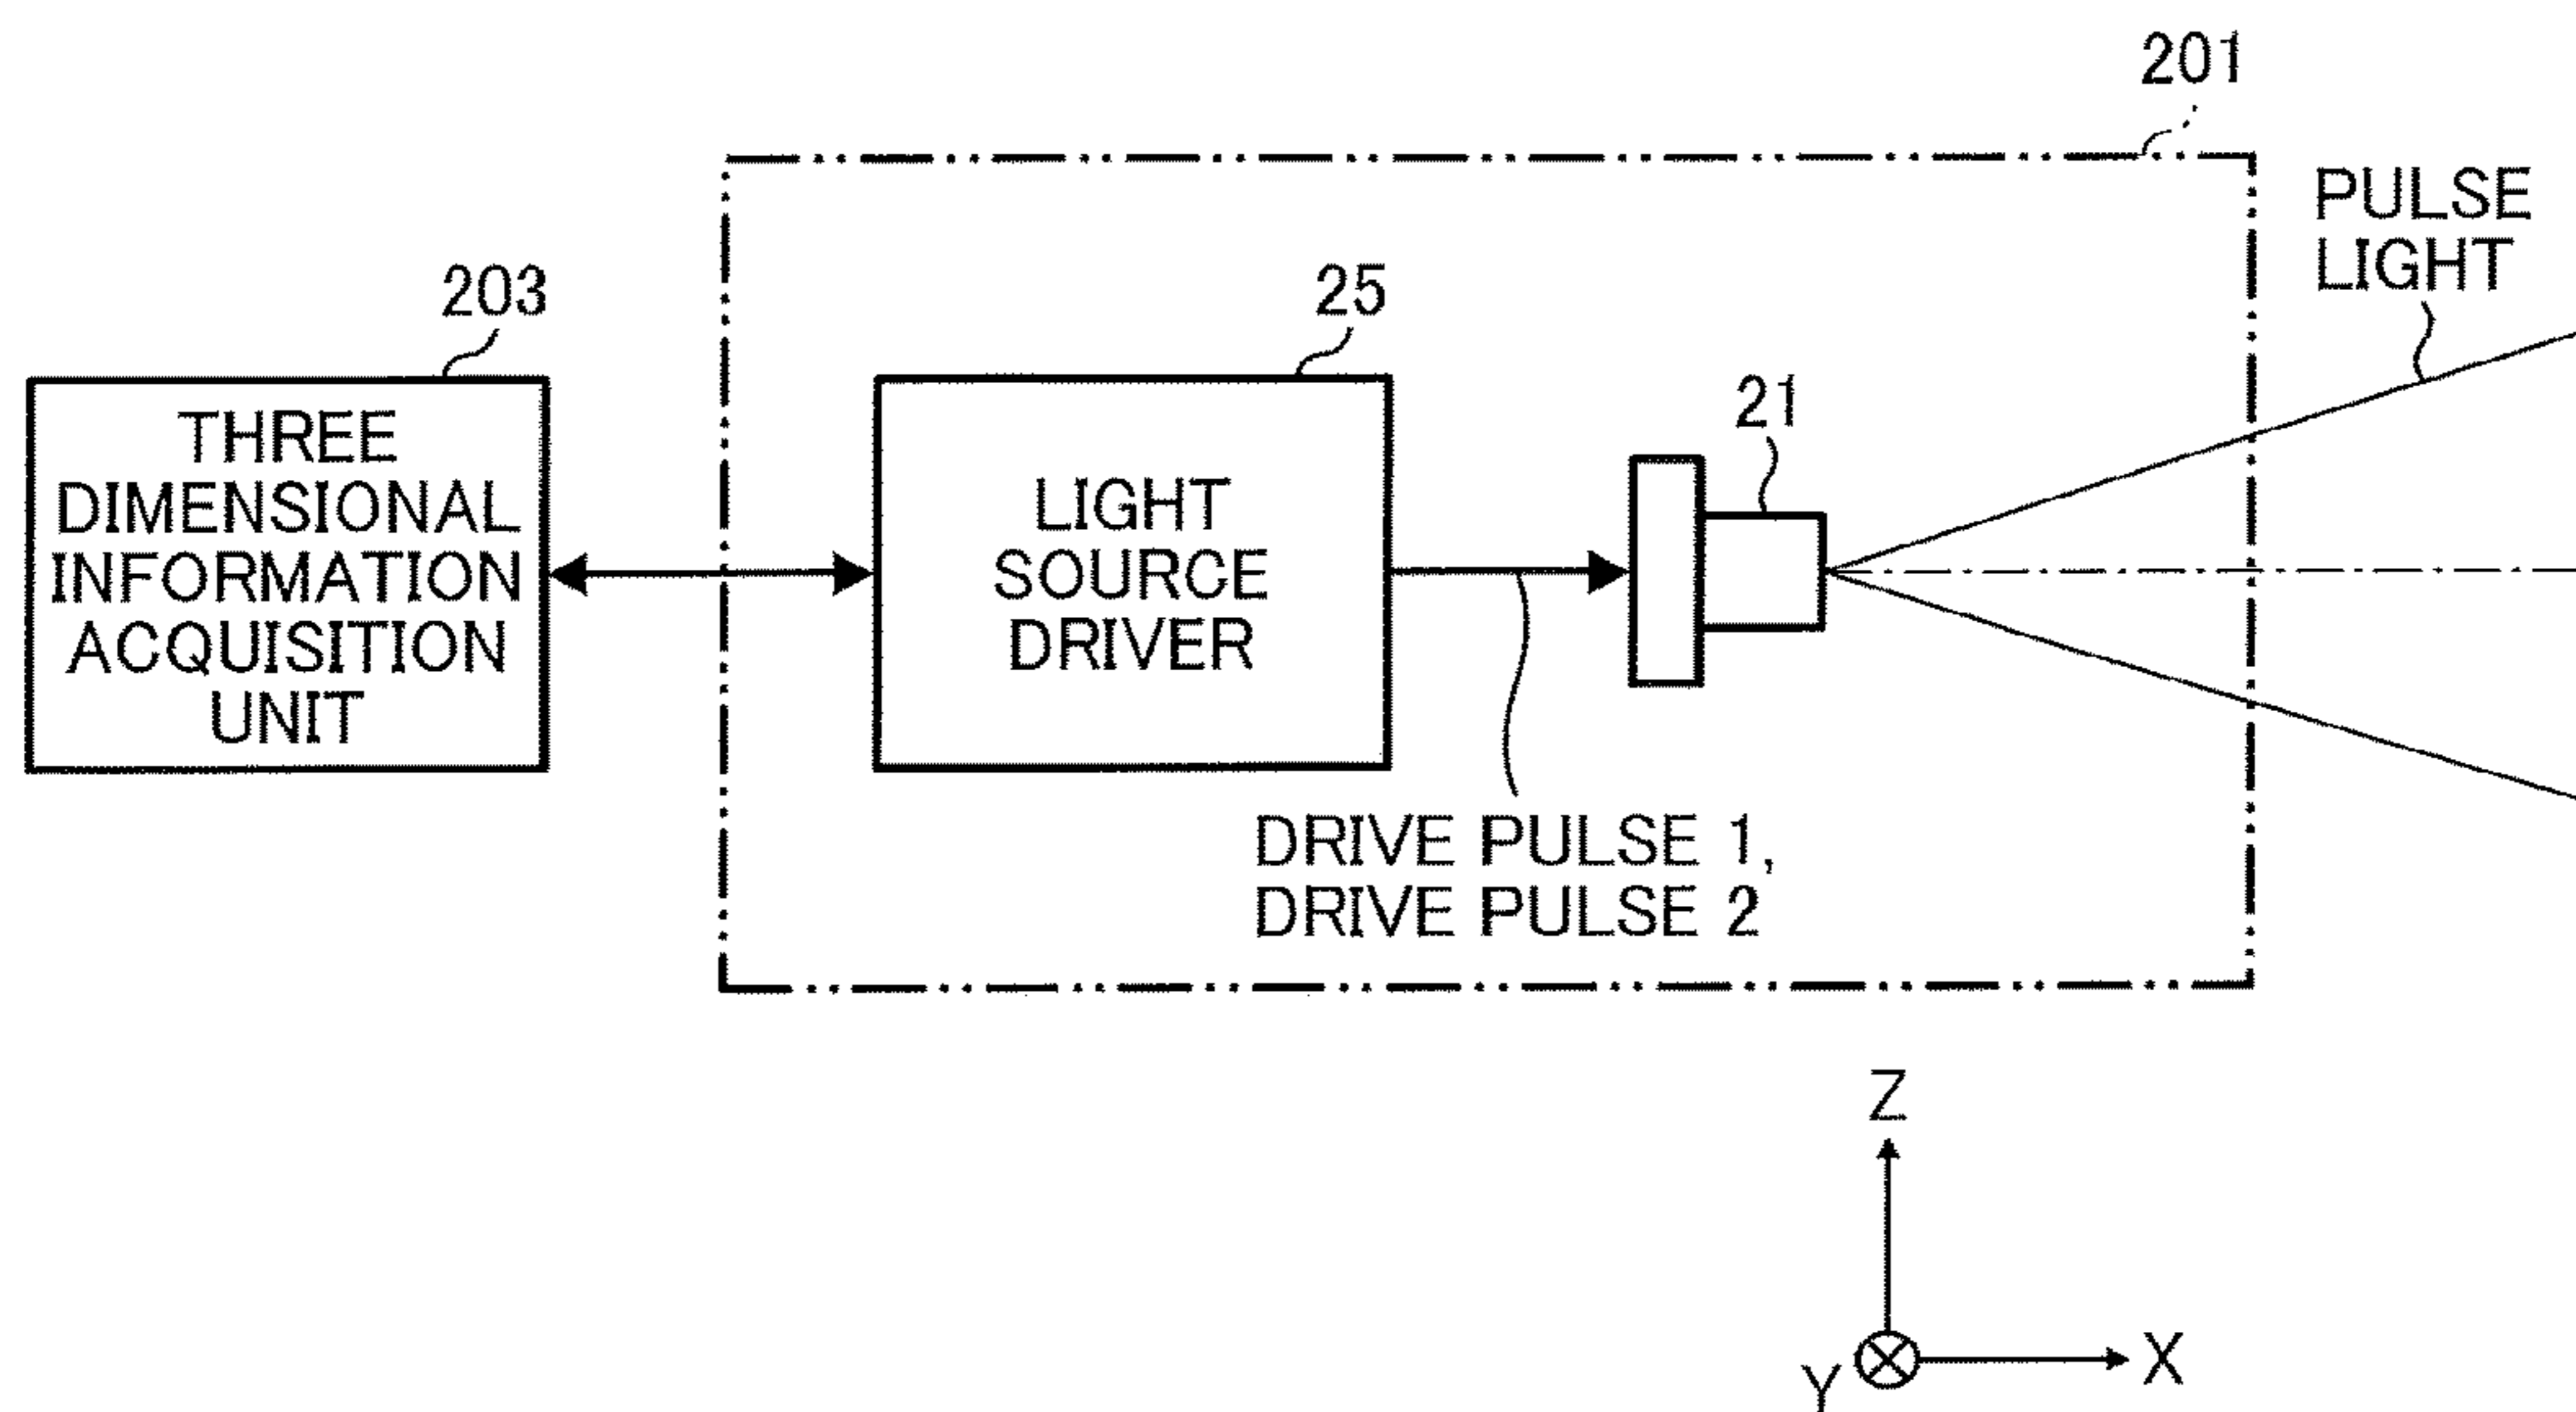 201
PULSE
LIGHT
203
25
21
THREE
DIMENSIONAL
INFORMATION
ACQUISITION
UNIT
LIGHT
SOURCE
DRIVER
DRIVE PULSE 1,
DRIVE PULSE 2
Z
Y
X